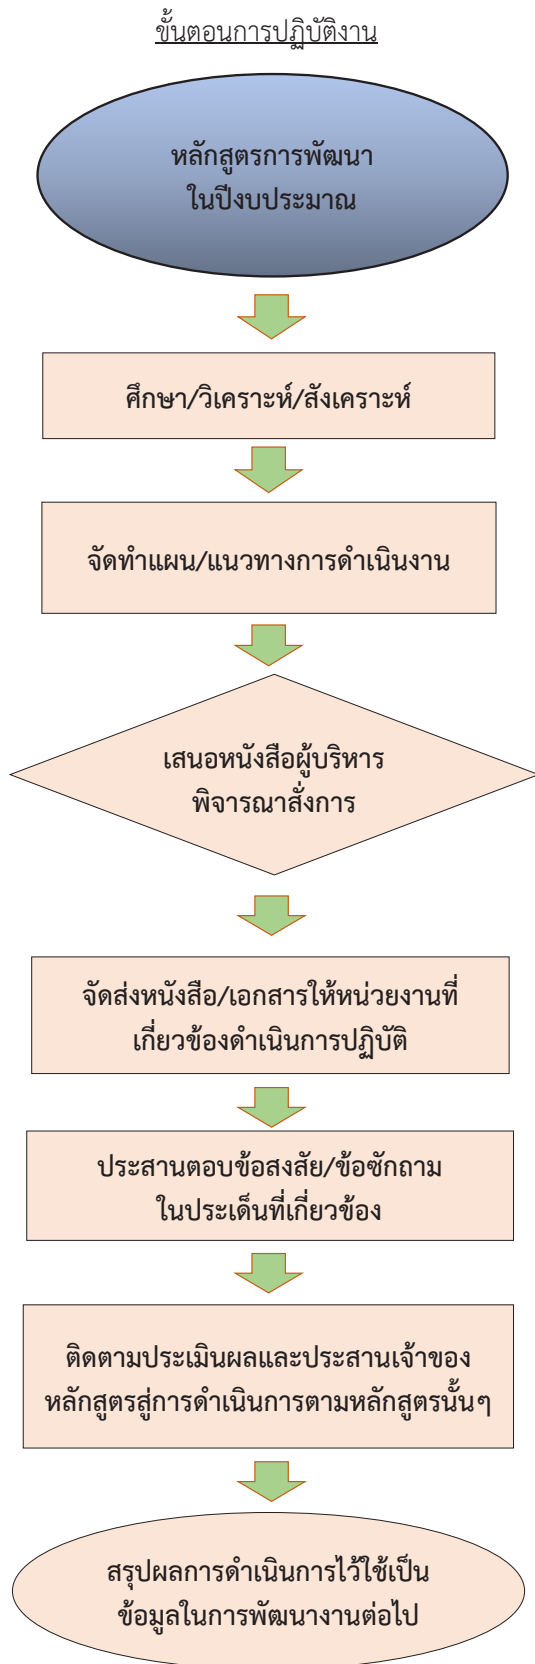 ขั้นตอนการปฏิบัติงาน
หลักสูตรการพัฒนา
ในปีงบประมาณ
ศึกษา/วิเคราะห์/สังเคราะห์
จัดทำแผน/แนวทางการดำเนินงาน
เสนอหนังสือผู้บริหาร
พิจารณาสั่งการ
จัดส่งหนังสือ/เอกสารให้หน่วยงานที่
เกี่ยวข้องดำเนินการปฏิบัติ
ประสานตอบข้อสงสัย/ข้อซักถาม
ในประเด็นที่เกี่ยวข้อง
ติดตามประเมินผลและประสานเจ้าของ
หลักสูตรสู่การดำเนินการตามหลักสูตรนั้นๆ
สรุปผลการดำเนินการไว้ใช้เป็น
ข้อมูลในการพัฒนางานต่อไป